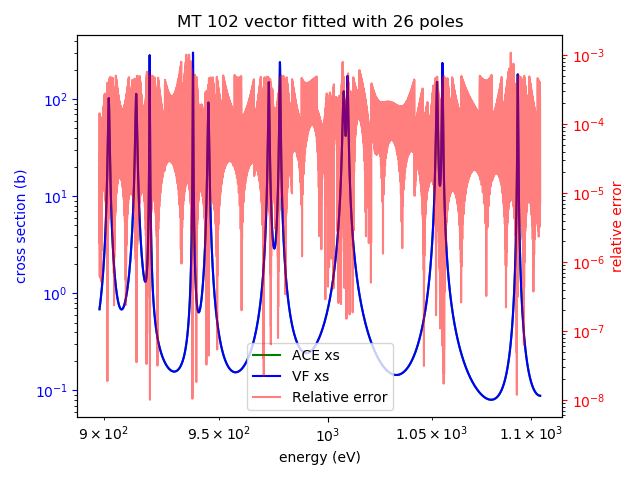 MT 102 vector fitted with 26 poles
cross section (b)
10²
10¹
10⁰
10⁻¹
10⁻³
10⁻⁴
10⁻⁵
10⁻⁶
10⁻⁷
10⁻⁸
relative error
ACE xs
VF xs
Relative error
9 × 10² 9.5 × 10² 10³ 1.05 × 10³ 1.1 × 10³
energy (eV)